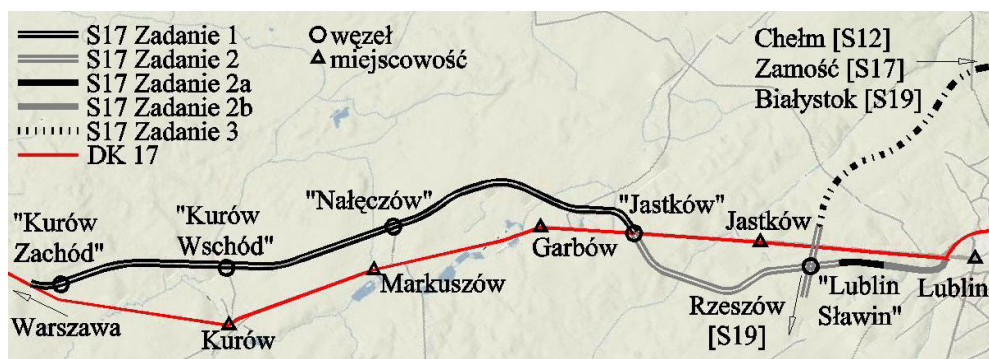 S17 Zadanie 1
S17 Zadanie 2
S17 Zadanie 2a
S17 Zadanie 2b
S17 Zadanie 3
DK 17
węzeł
miejscowość
Chełm [S12]
Zamość [S17]
Białystok [S19]
"Kurów
Zachód"
"Kurów
Wschód"
"Nałęczów"
"Jastków"
Jastków
Garbów
Markuszów
Warszawa
Kurów
Rzeszów
[S19]
"Lublin
Sławin"
Lublin